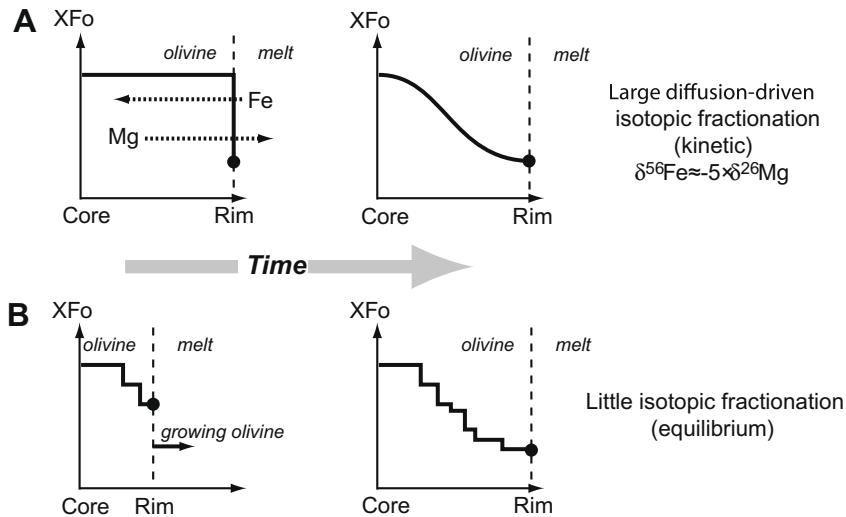 A
XFo
olivine
melt
Fe
Mg
Core
Rim
XFo
olivine
melt
Core
Rim
Large diffusion-driven
isotopic fractionation
(kinetic)
δ56Fe≈-5×δ26Mg
Time
B
XFo
olivine
melt
growing olivine
Core
Rim
XFo
olivine
melt
Core
Rim
Little isotopic fractionation
(equilibrium)